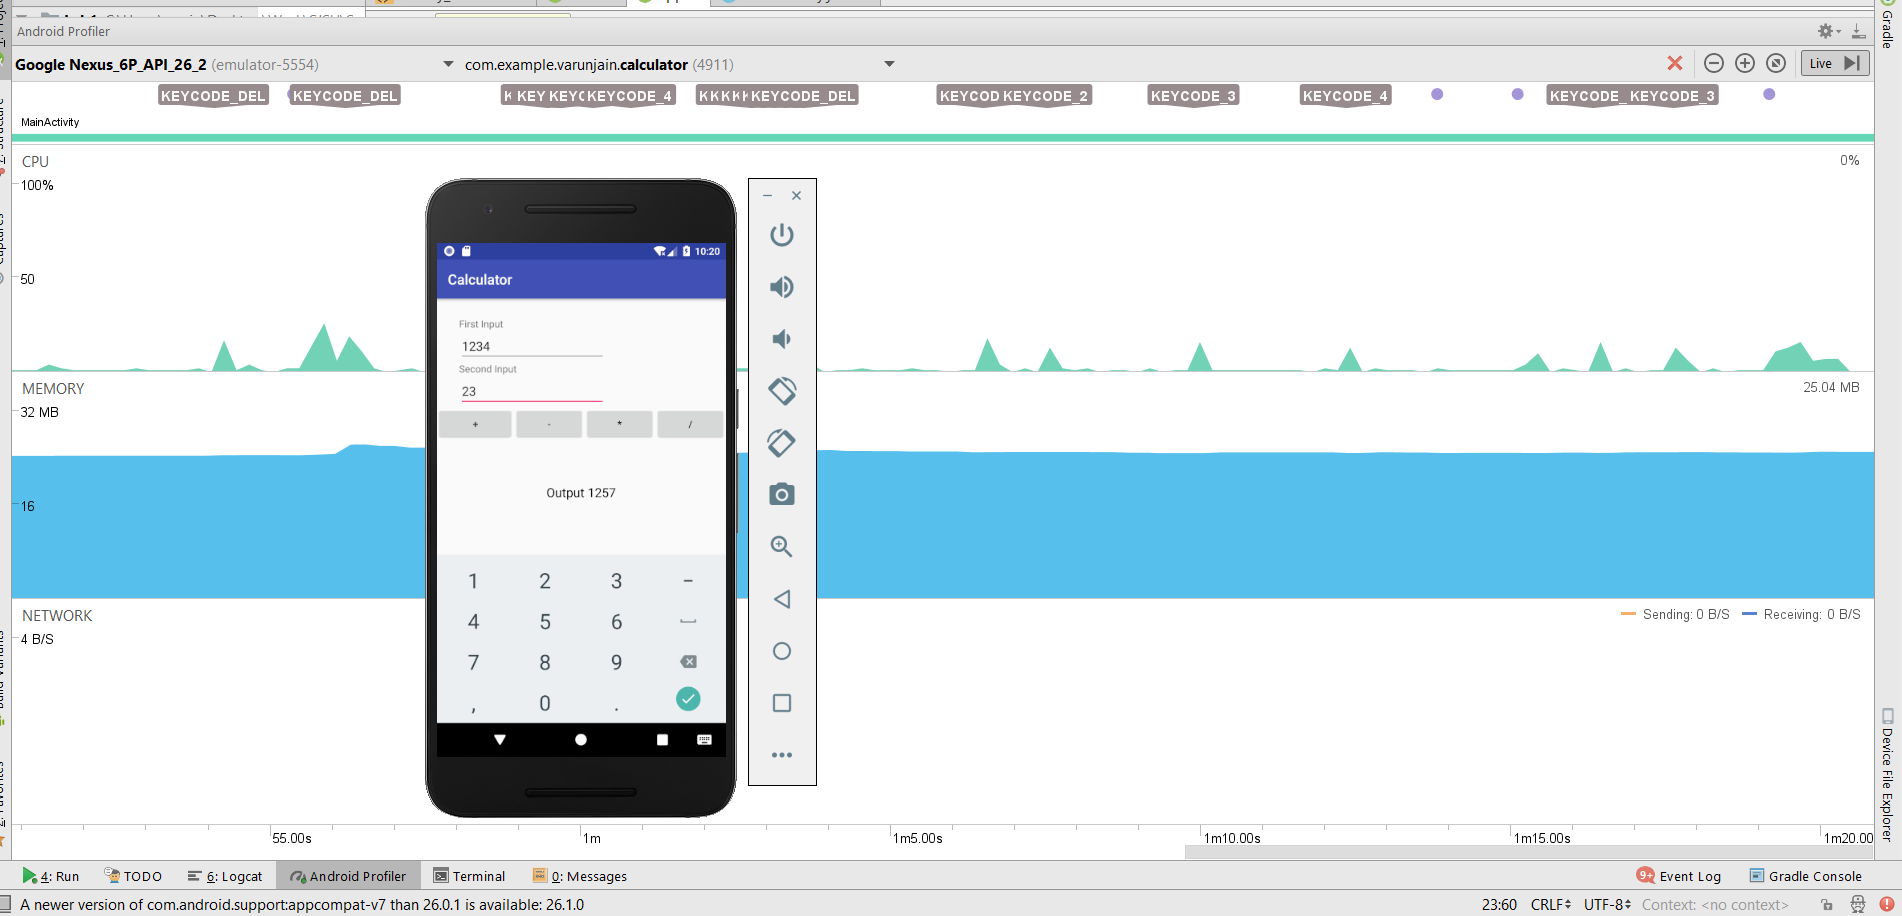 Android Profiler
Google Nexus_6P_API_26_2 (emulator-5554)
com.example.varunjain.calculator (4911)
Live
KEYCODE_DEL
KEYCODE_DEL
KEY
KEYCODE_4
KEYCODE_DEL
KEYCOD
KEYCODE_2
KEYCODE_3
KEYCODE_4
KEYCODE_
KEYCODE_3
MainActivity
CPU
0%
100%
50
MEMORY
25.04 MB
32 MB
16
NETWORK
Sending: 0 B/S
Receiving: 0 B/S
4 B/S
10:20
Calculator
First Input
1234
Second Input
23
+ - * /
Output 1257
1 2 3 -
4 5 6
7 8 9
, 0 .
55.00s
1m
1m5.00s
1m10.00s
1m15.00s
1m20.00
Gradle
Device File Explorer
4: Run
TODO
6: Logcat
Android Profiler
Terminal
0: Messages
9+ Event Log
Gradle Console
A newer version of com.android.support:appcompat-v7 than 26.0.1 is available: 26.1.0
23:60
CRLF
UTF-8
Context: <no context>